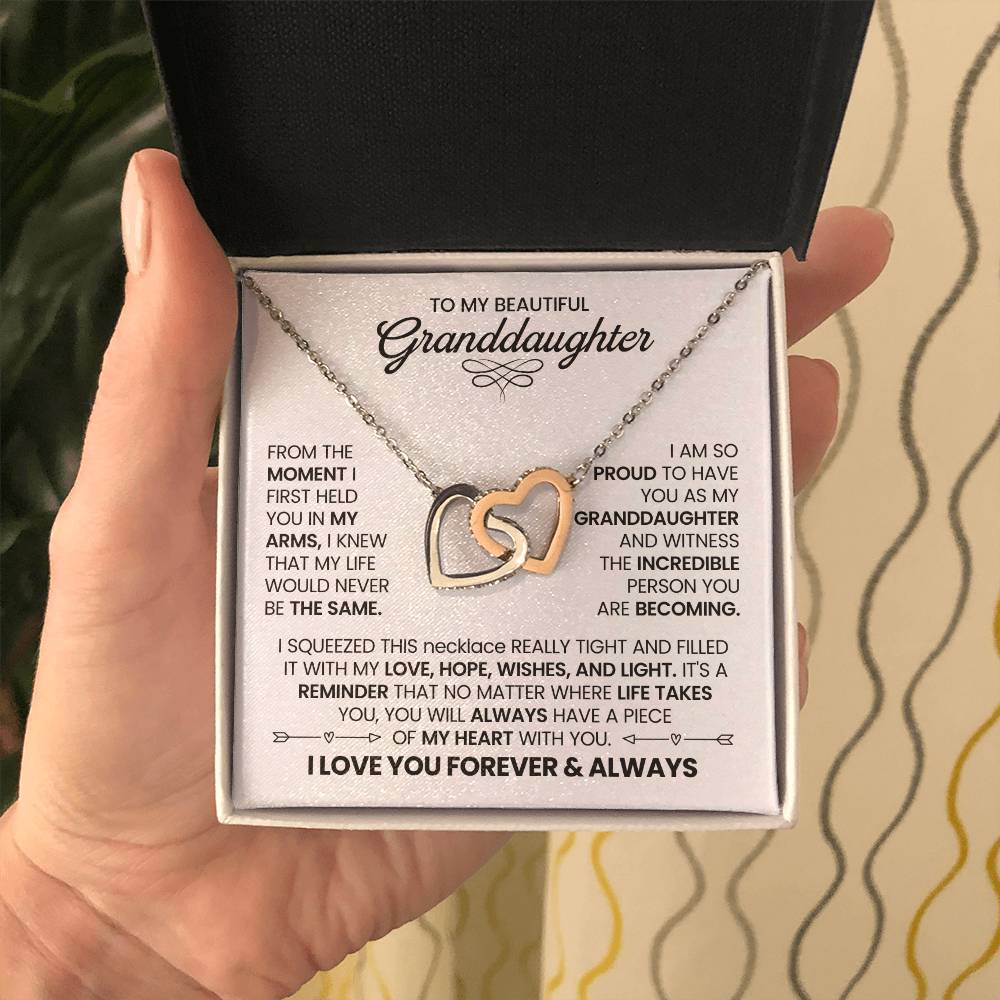 TO MY BEAUTIFUL
Granddaughter
FROM THE
MOMENT I
FIRST HELD
YOU IN MY
ARMS, I KNEW
THAT MY LIFE
WOULD NEVER
BE THE SAME.
I AM SO
PROUD TO HAVE
YOU AS MY
GRANDDAUGHTER
AND WITNESS
THE INCREDIBLE
PERSON YOU
ARE BECOMING.
I SQUEEZED THIS necklace REALLY TIGHT AND FILLED
IT WITH MY LOVE, HOPE, WISHES, AND LIGHT. IT'S A
REMINDER THAT NO MATTER WHERE LIFE TAKES
YOU, YOU WILL ALWAYS HAVE A PIECE
OF MY HEART WITH YOU.
I LOVE YOU FOREVER & ALWAYS